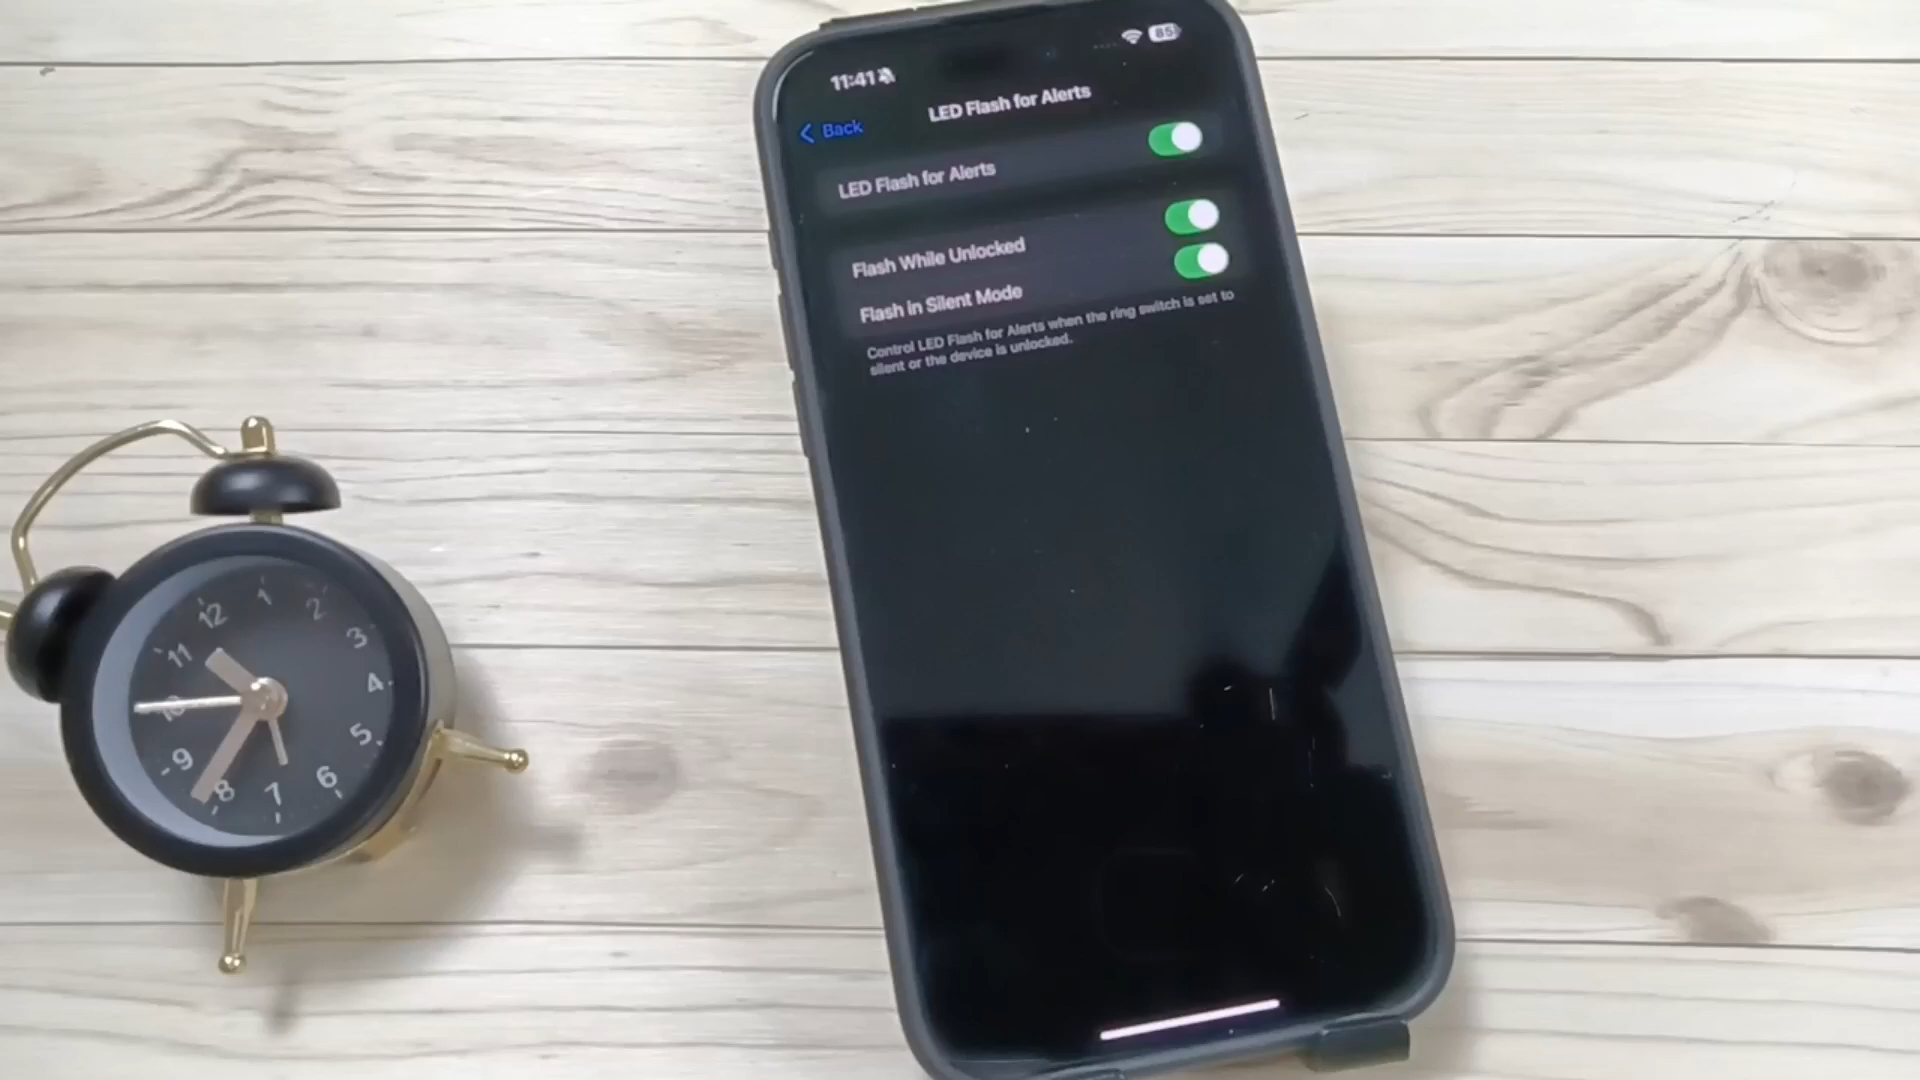 11:41
85
LED Flash for Alerts
Back
LED Flash for Alerts
Flash While Unlocked
Flash in Silent Mode
Control LED Flash for Alerts when the ring switch is set to
silent or the device is unlocked.
12
1
2
3
4
5
6
7
8
9
10
11